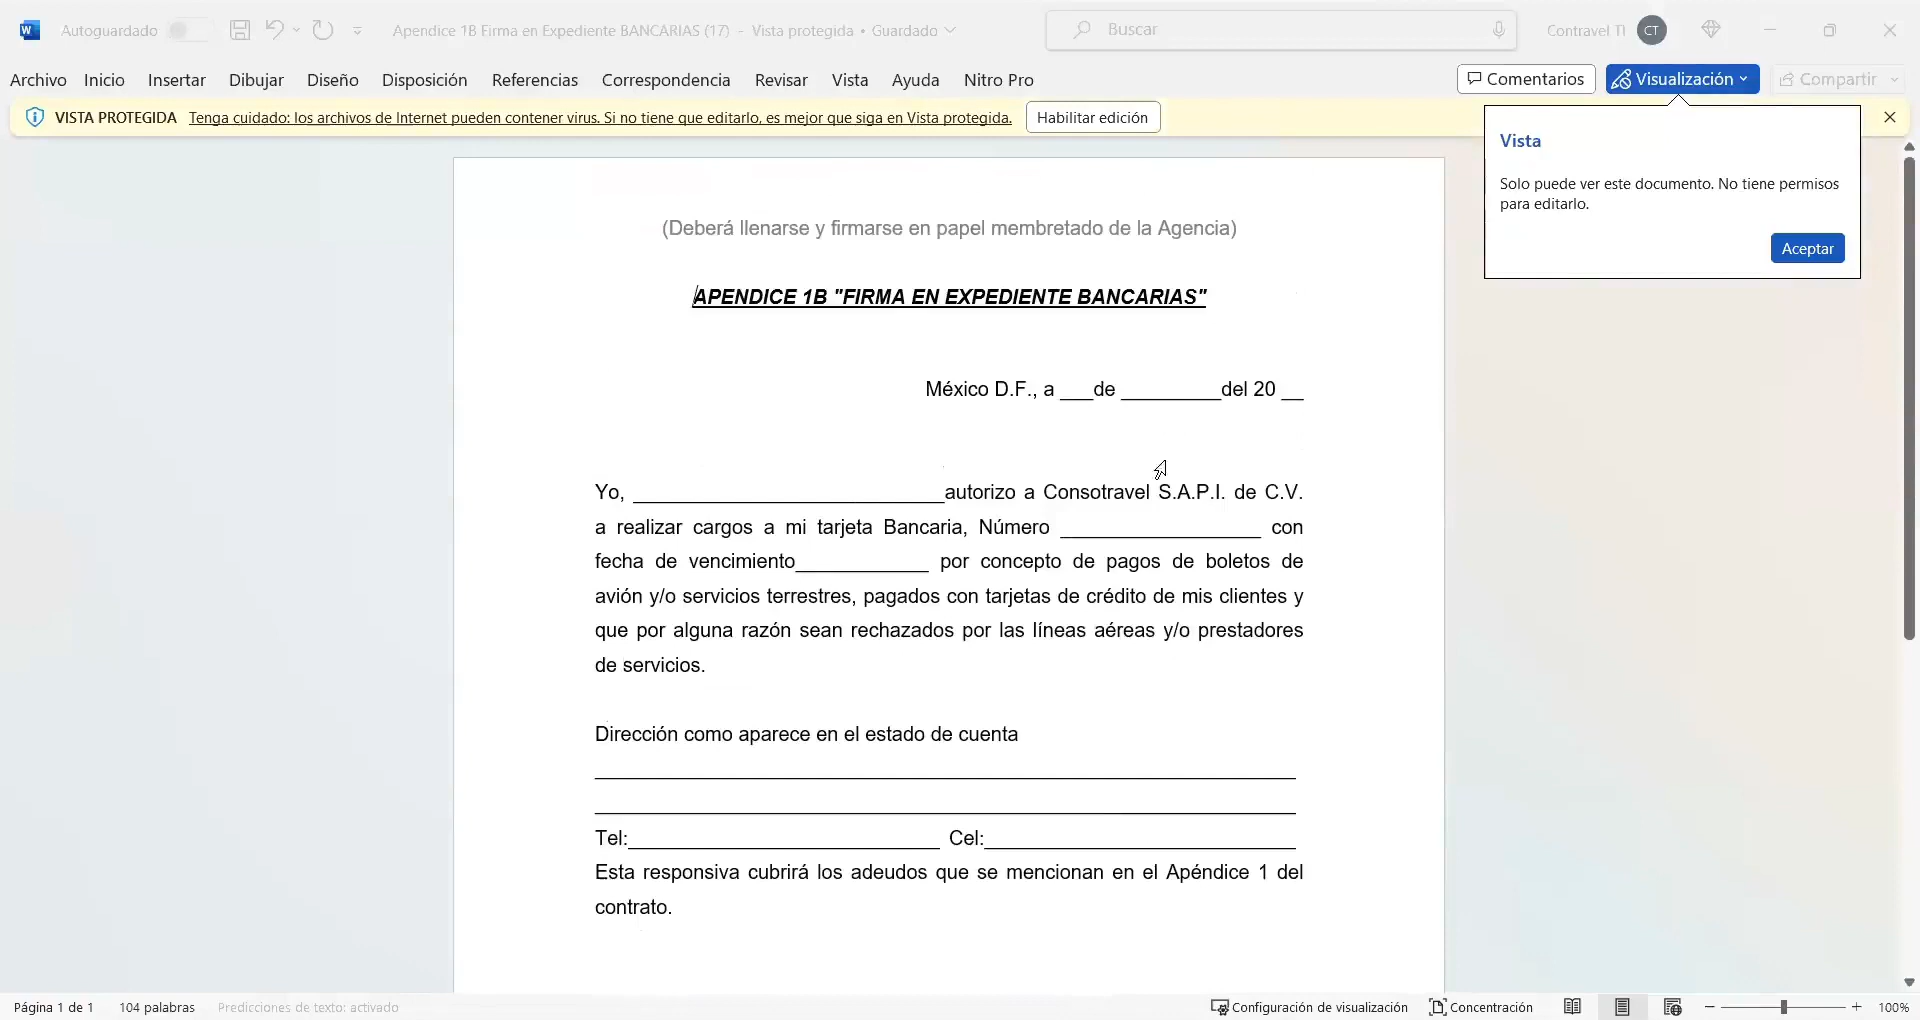 Autoguardado
Apendice 1B Firma en Expediente BANCARIAS (17) - Vista protegida • Guardado
Buscar
Contravel TI
CT
Archivo Inicio Insertar Dibujar Diseño Disposición Referencias Correspondencia Revisar Vista Ayuda Nitro Pro
Comentarios
Visualización
Compartir
VISTA PROTEGIDA Tenga cuidado: los archivos de Internet pueden contener virus. Si no tiene que editarlo, es mejor que siga en Vista protegida.
Habilitar edición
Vista
Solo puede ver este documento. No tiene permisos
para editarlo.
Aceptar
(Deberá llenarse y firmarse en papel membretado de la Agencia)
APENDICE 1B "FIRMA EN EXPEDIENTE BANCARIAS"
México D.F., a ___de _________del 20 __
Yo, ____________________________autorizo a Consotravel S.A.P.I. de C.V.
a realizar cargos a mi tarjeta Bancaria, Número __________________ con
fecha de vencimiento____________ por concepto de pagos de boletos de
avión y/o servicios terrestres, pagados con tarjetas de crédito de mis clientes y
que por alguna razón sean rechazados por las líneas aéreas y/o prestadores
de servicios.
Dirección como aparece en el estado de cuenta
_______________________________________________________________
_______________________________________________________________
Tel:____________________________ Cel:____________________________
Esta responsiva cubrirá los adeudos que se mencionan en el Apéndice 1 del
contrato.
Página 1 de 1
104 palabras
Predicciones de texto: activado
Configuración de visualización
Concentración
100%